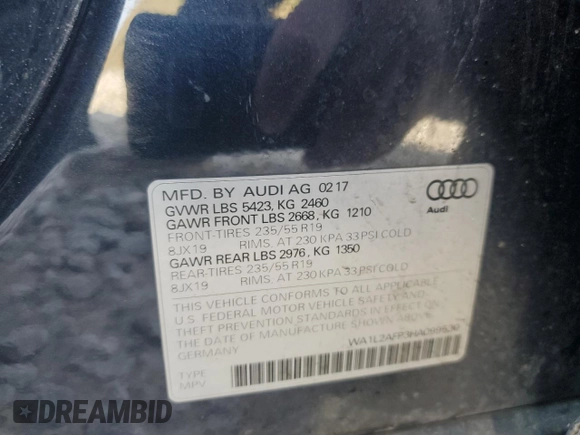 MFD. BY AUDI AG 02 17
GVWR LBS 5423, KG 2460
GAWR FRONT LBS 2668, KG 1210
FRONT-TIRES 235/55 R19
8JX19 RIMS, AT 230 KPA 33 PSI COLD
GAWR REAR LBS 2976, KG 1350
REAR-TIRES 235/55 R19
8JX19 RIMS, AT 230 KPA 33 PSI COLD
Audi
THIS VEHICLE CONFORMS TO ALL APPLICABLE
U.S. FEDERAL MOTOR VEHICLE SAFETY, BUMPER,
AND THEFT PREVENTION STANDARDS IN EFFECT
ON THE DATE OF MANUFACTURE SHOWN ABOVE.
GERMANY
TYPE
MPV
DREAMBID